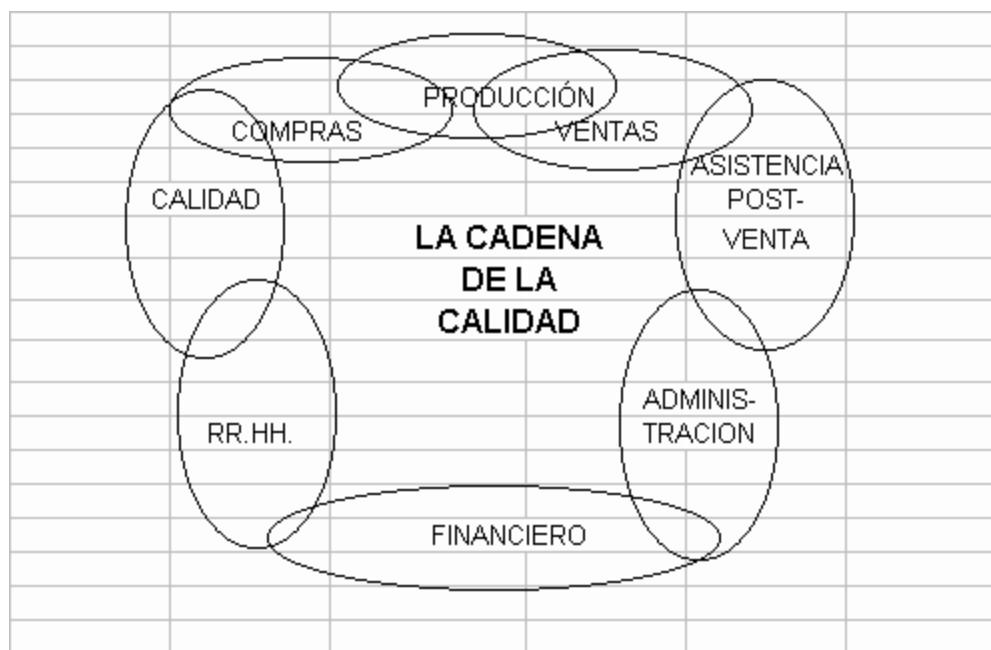 PRODUCCIÓN
COMPRAS
VENTAS
ASISTENCIA
POST-
VENTA
CALIDAD
LA CADENA
DE LA
CALIDAD
ADMINIS-
TRACION
RR.HH.
FINANCIERO